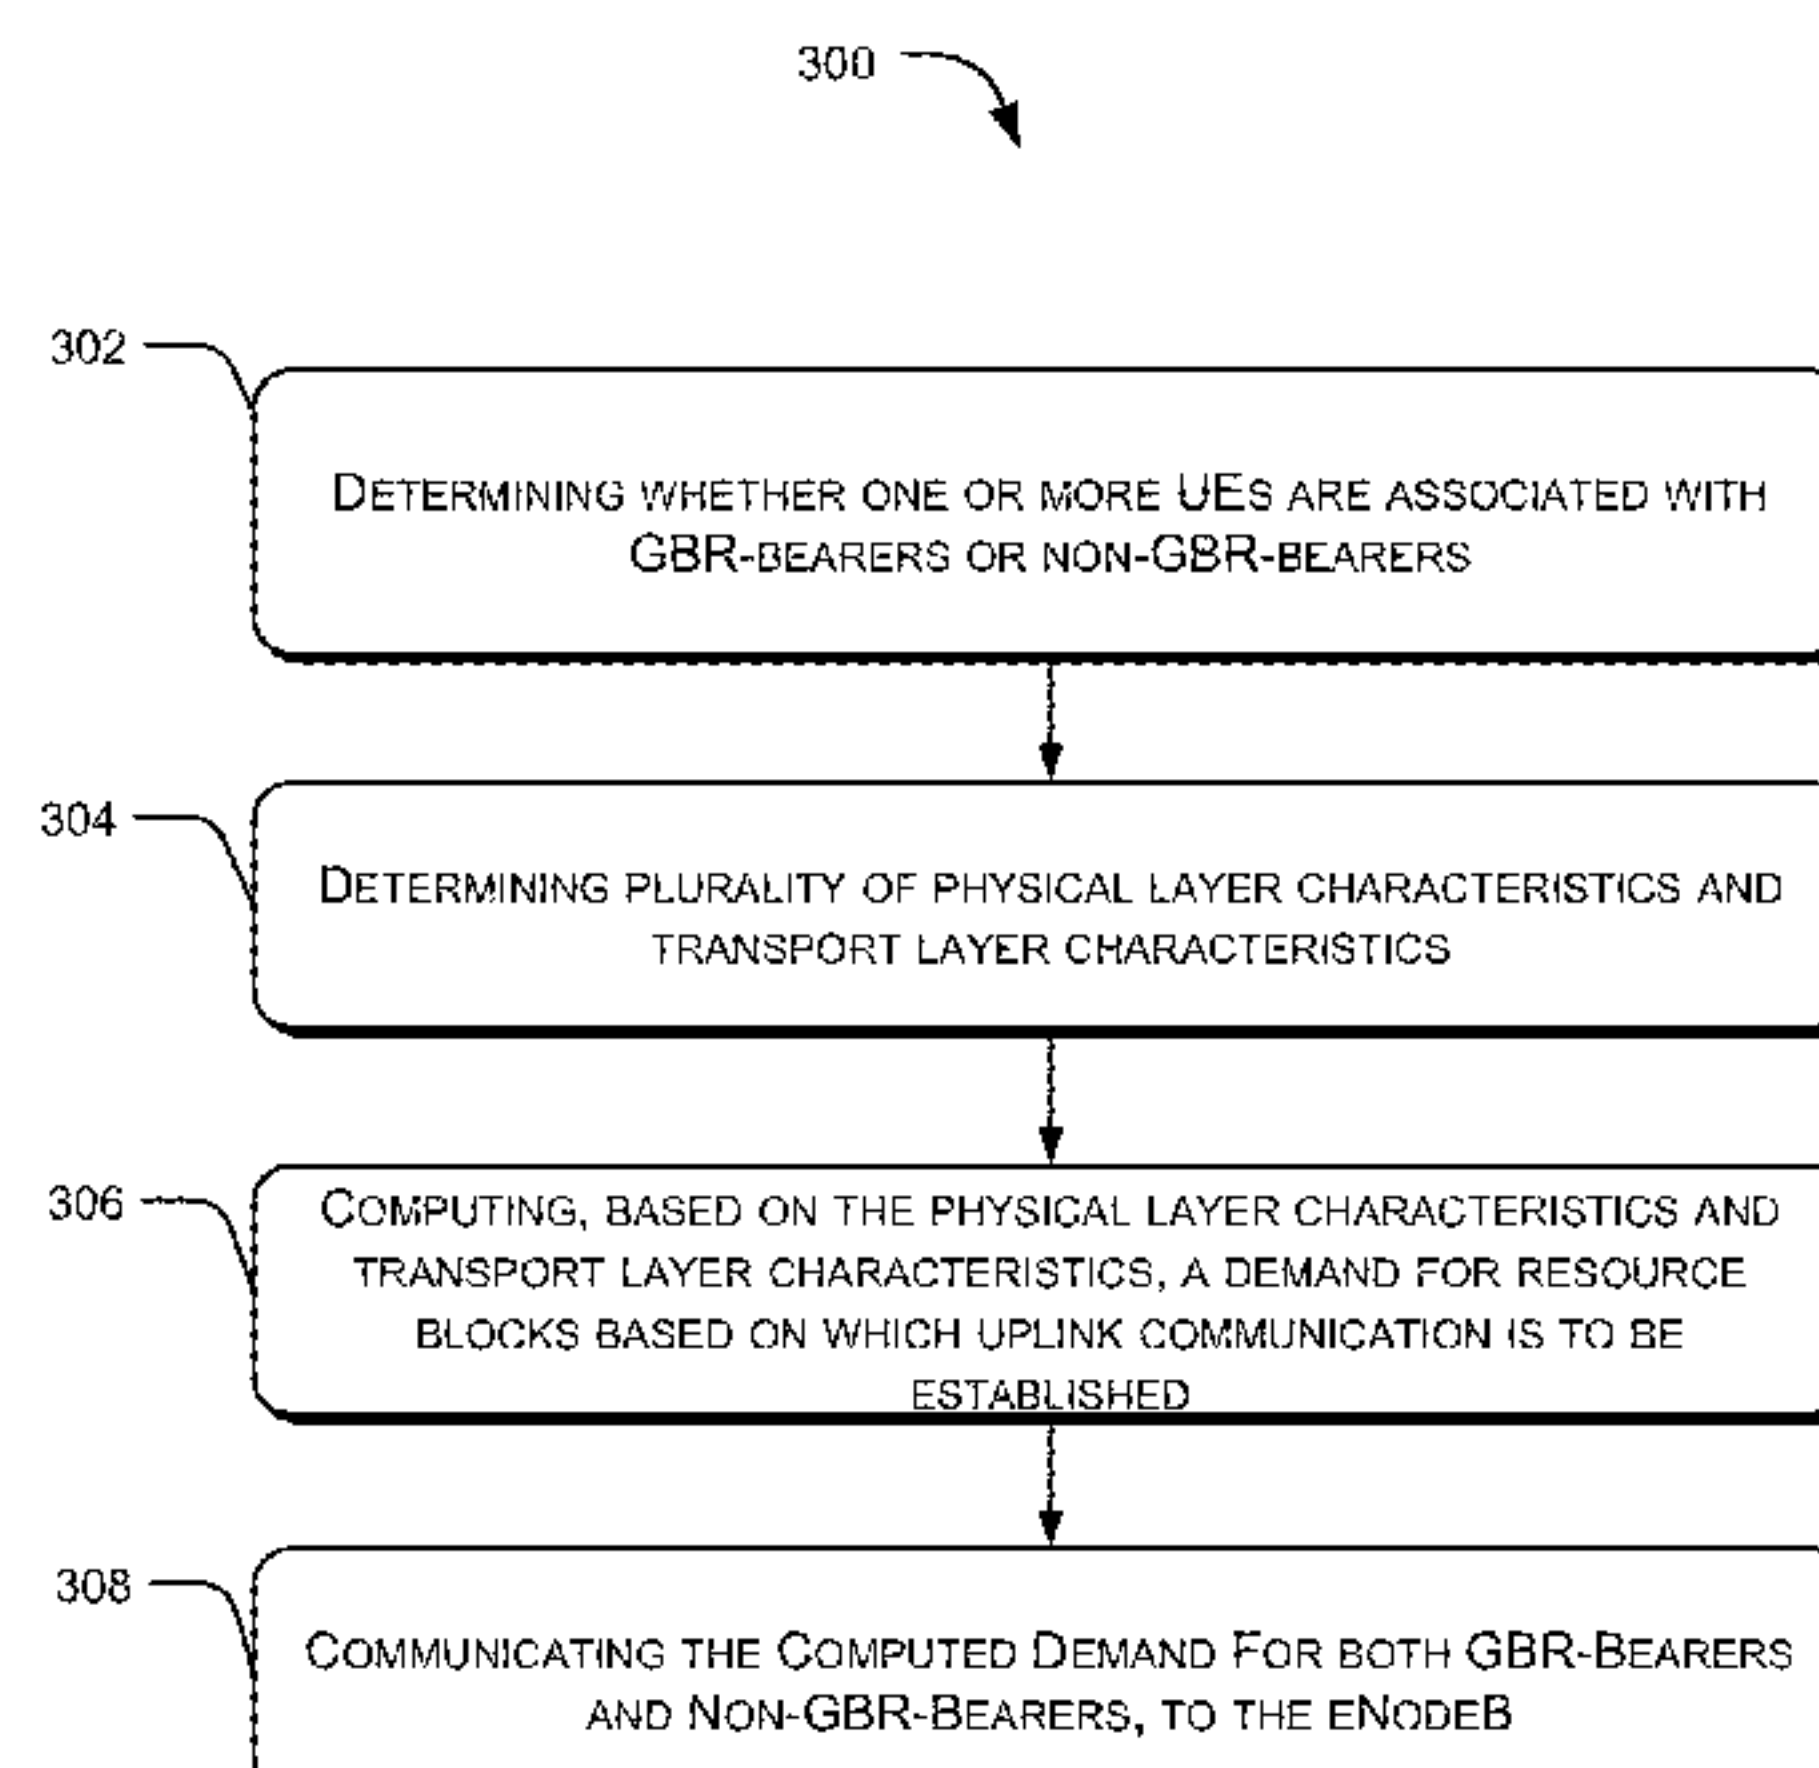 300
302
DETERMINING WHETHER ONE OR MORE UES ARE ASSOCIATED WITH
GBR-BEARERS OR NON-GBR-BEARERS
304
DETERMINING PLURALITY OF PHYSICAL LAYER CHARACTERISTICS AND
TRANSPORT LAYER CHARACTERISTICS
306
COMPUTING, BASED ON THE PHYSICAL LAYER CHARACTERISTICS AND
TRANSPORT LAYER CHARACTERISTICS, A DEMAND FOR RESOURCE
BLOCKS BASED ON WHICH UPLINK COMMUNICATION IS TO BE
ESTABLISHED
308
COMMUNICATING THE COMPUTED DEMAND FOR BOTH GBR-BEARERS
AND NON-GBR-BEARERS, TO THE ENODEB